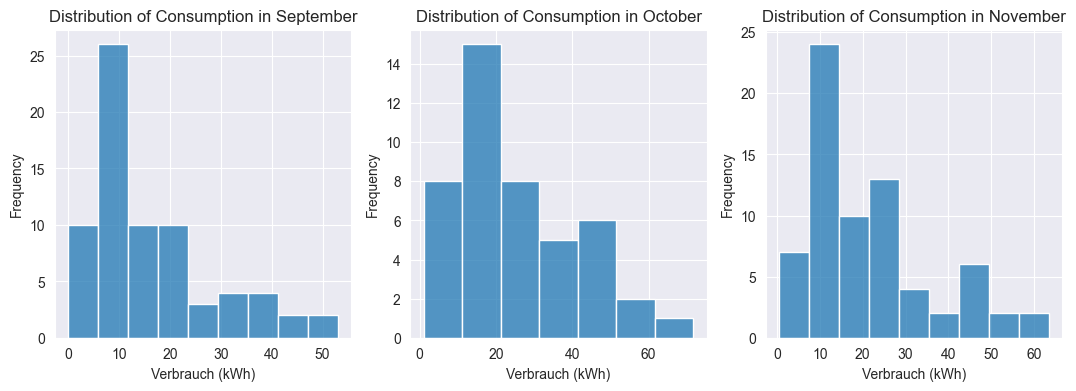 Distribution of Consumption in September
25
20
15
10
5
0
Frequency
0 10 20 30 40 50
Verbrauch (kWh)
Distribution of Consumption in October
14
12
10
8
6
4
2
0
Frequency
0 20 40 60
Verbrauch (kWh)
Distribution of Consumption in November
25
20
15
10
5
0
Frequency
0 10 20 30 40 50 60
Verbrauch (kWh)